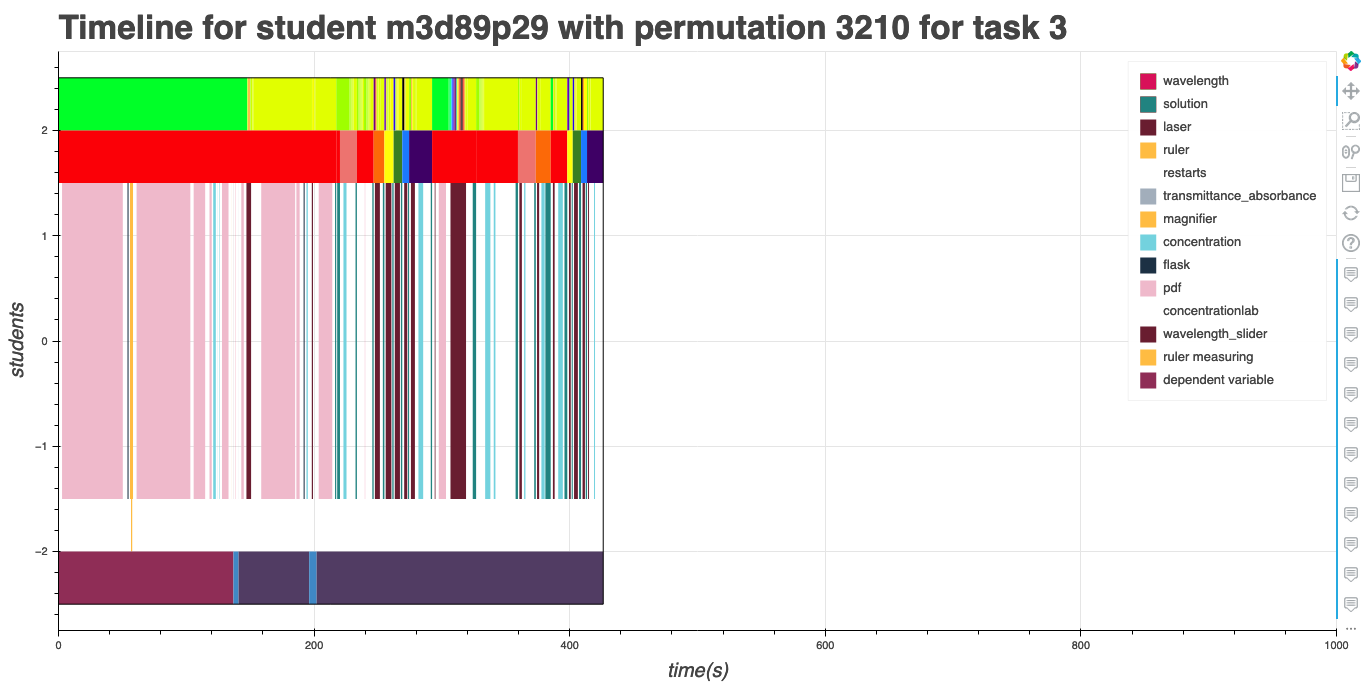 Timeline for student m3d89p29 with permutation 3210 for task 3
wavelength
solution
laser
ruler
restarts
transmittance_absorbance
magnifier
concentration
flask
pdf
concentrationlab
wavelength_slider
ruler measuring
dependent variable
students
2
1
0
−1
−2
0
200
400
600
800
1000
time(s)